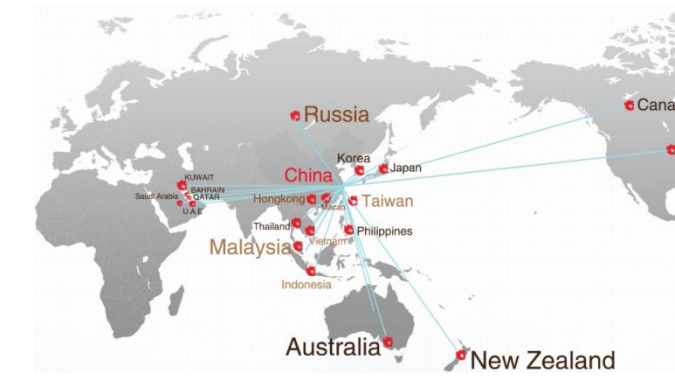 Cana
Russia
Korea
Japan
China
KUWAIT
BAHRAIN
Saudi Arabia
QATAR
U.A.E
Hongkong
Macao
Taiwan
Thailand
Vietnam
Philippines
Malaysia
Indonesia
Australia
New Zealand